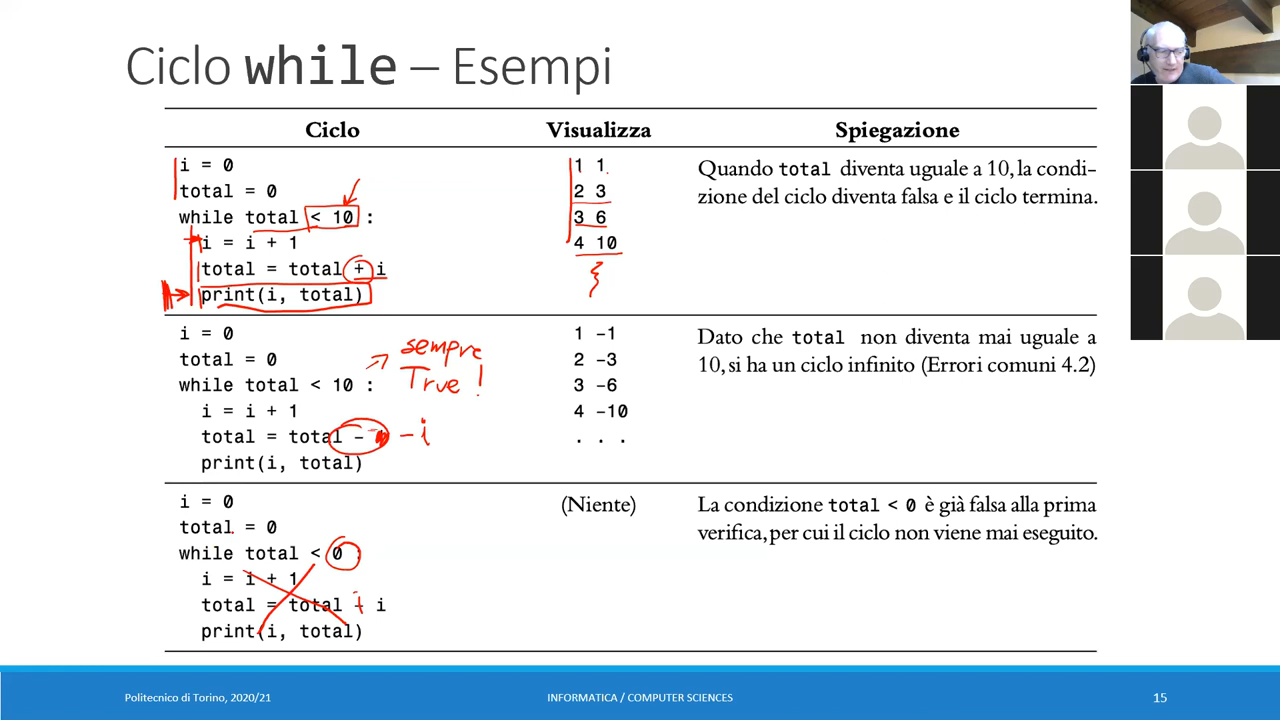 Ciclo while – Esempi
Ciclo Visualizza Spiegazione
i = 0
total = 0
while total < 10 :
i = i + 1
total = total + i
print(i, total)
1 1
2 3
3 6
4 10
Quando total diventa uguale a 10, la condi-
zione del ciclo diventa falsa e il ciclo termina.
i = 0
total = 0
while total < 10 :
i = i + 1
total = total - - i
print(i, total)
sempre
True !
1 –1
2 –3
3 –6
4 –10
. . .
Dato che total non diventa mai uguale a
10, si ha un ciclo infinito (Errori comuni 4.2)
i = 0
total = 0
while total < 0 :
i = i + 1
total = total + i
print(i, total)
(Niente)
La condizione total < 0 è già falsa alla prima
verifica, per cui il ciclo non viene mai eseguito.
Politecnico di Torino, 2020/21 INFORMATICA / COMPUTER SCIENCES 15